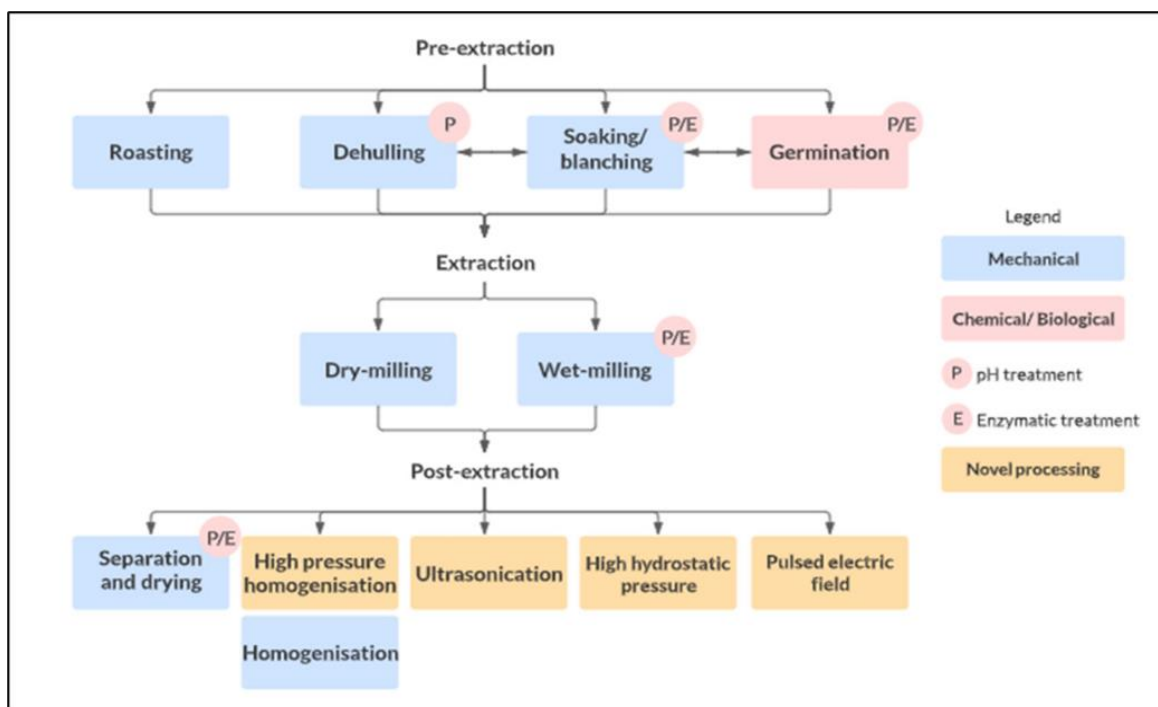 Pre-extraction
Roasting
Dehulling
P
Soaking/
blanching
P/E
Germination
P/E
Extraction
Dry-milling
Wet-milling
P/E
Post-extraction
Separation
and drying
P/E
High pressure
homogenisation
Ultrasonication
High hydrostatic
pressure
Pulsed electric
field
Homogenisation
Legend
Mechanical
Chemical/ Biological
P pH treatment
E Enzymatic treatment
Novel processing